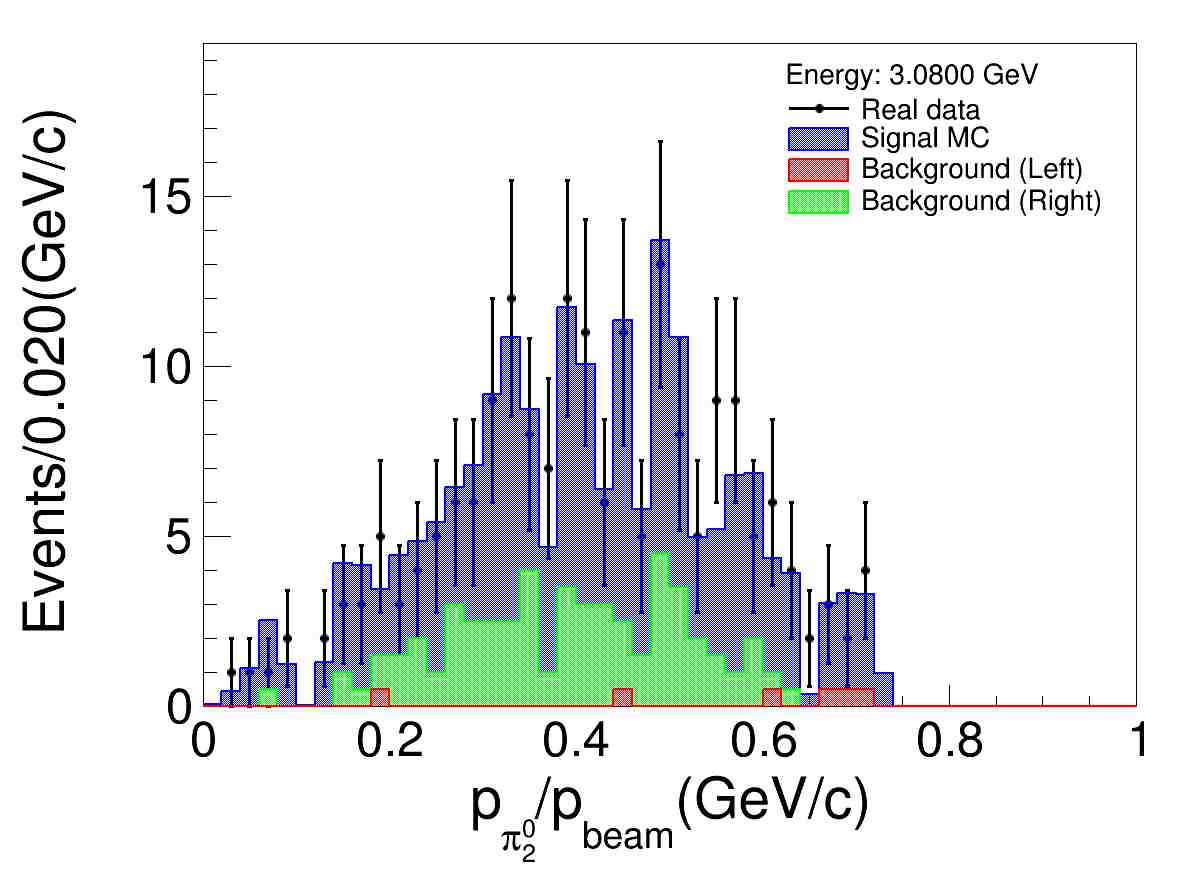 Energy: 3.0800 GeV
Real data
Signal MC
Background (Left)
Background (Right)
Events/0.020(GeV/c)
15
10
5
0
0 0.2 0.4 0.6 0.8 1
p_{π^0_2}/p_{beam}(GeV/c)